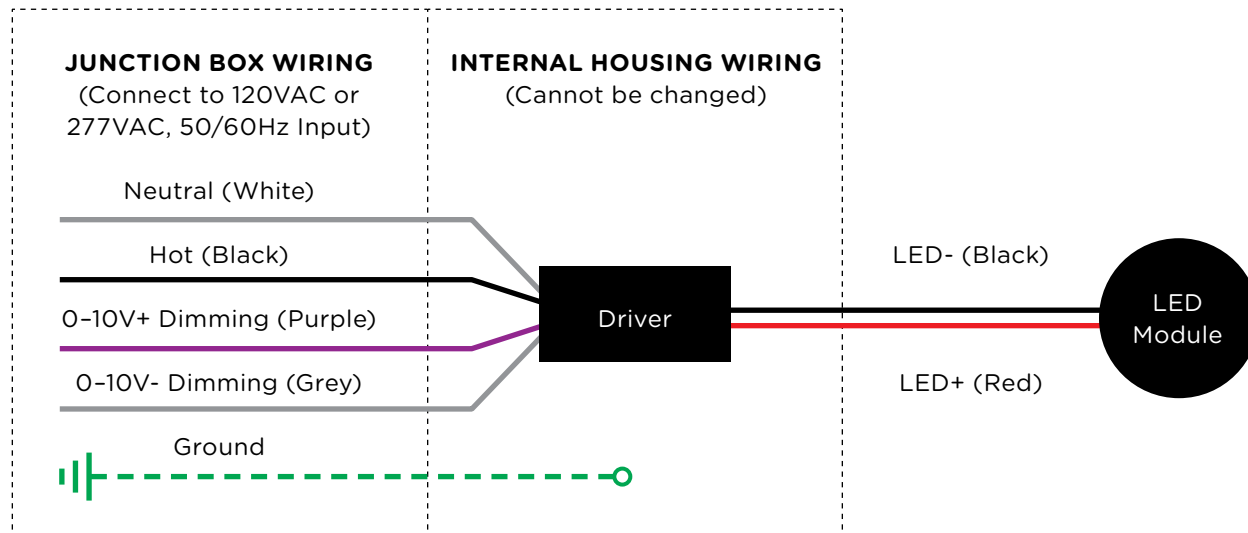 JUNCTION BOX WIRING
(Connect to 120VAC or
277VAC, 50/60Hz Input)
INTERNAL HOUSING WIRING
(Cannot be changed)
Neutral (White)
Hot (Black)
0–10V+ Dimming (Purple)
0–10V- Dimming (Grey)
Ground
Driver
LED- (Black)
LED+ (Red)
LED
Module